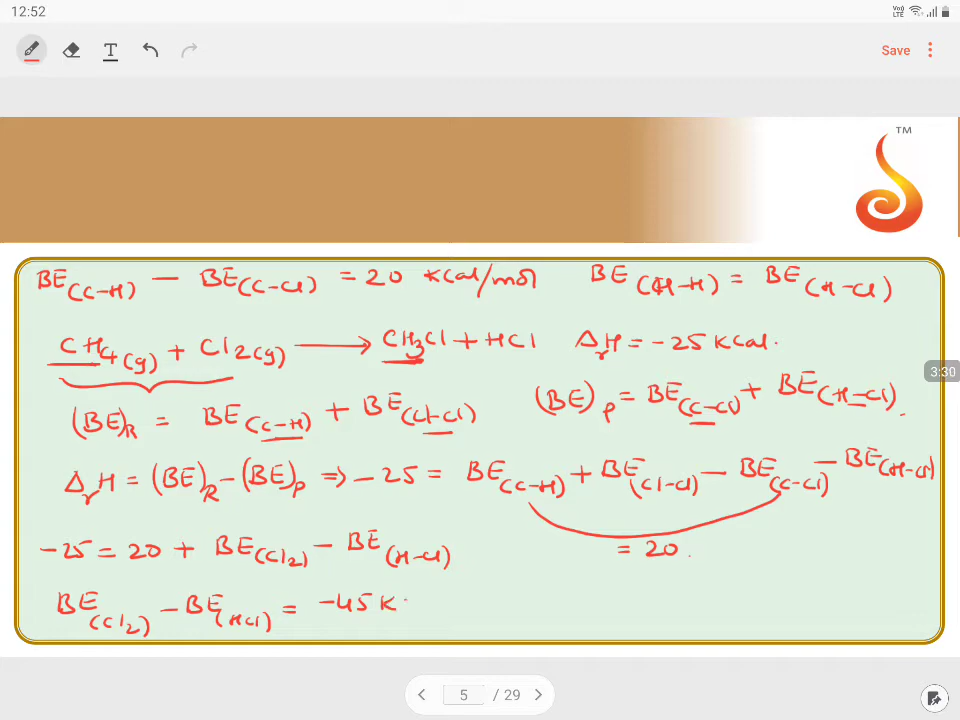 12:52
Vo)) LTE
T
Save
TM
BE(C-H) - BE(C-Cl) = 20 kcal/mol BE(H-H) = BE(H-Cl)
CH4(g) + Cl2(g) ⟶ CH3Cl + HCl ΔrH = -25 kcal.
3:30
(BE)R = BE(C-H) + BE(Cl-Cl) (BE)P = BE(C-Cl) + BE(H-Cl).
ΔrH = (BE)R - (BE)P ⇒ -25 = BE(C-H) + BE(Cl-Cl) - BE(C-Cl) - BE(H-Cl)
= 20.
-25 = 20 + BE(Cl2) - BE(H-Cl)
BE(Cl2) - BE(HCl) = -45 K
5 / 29